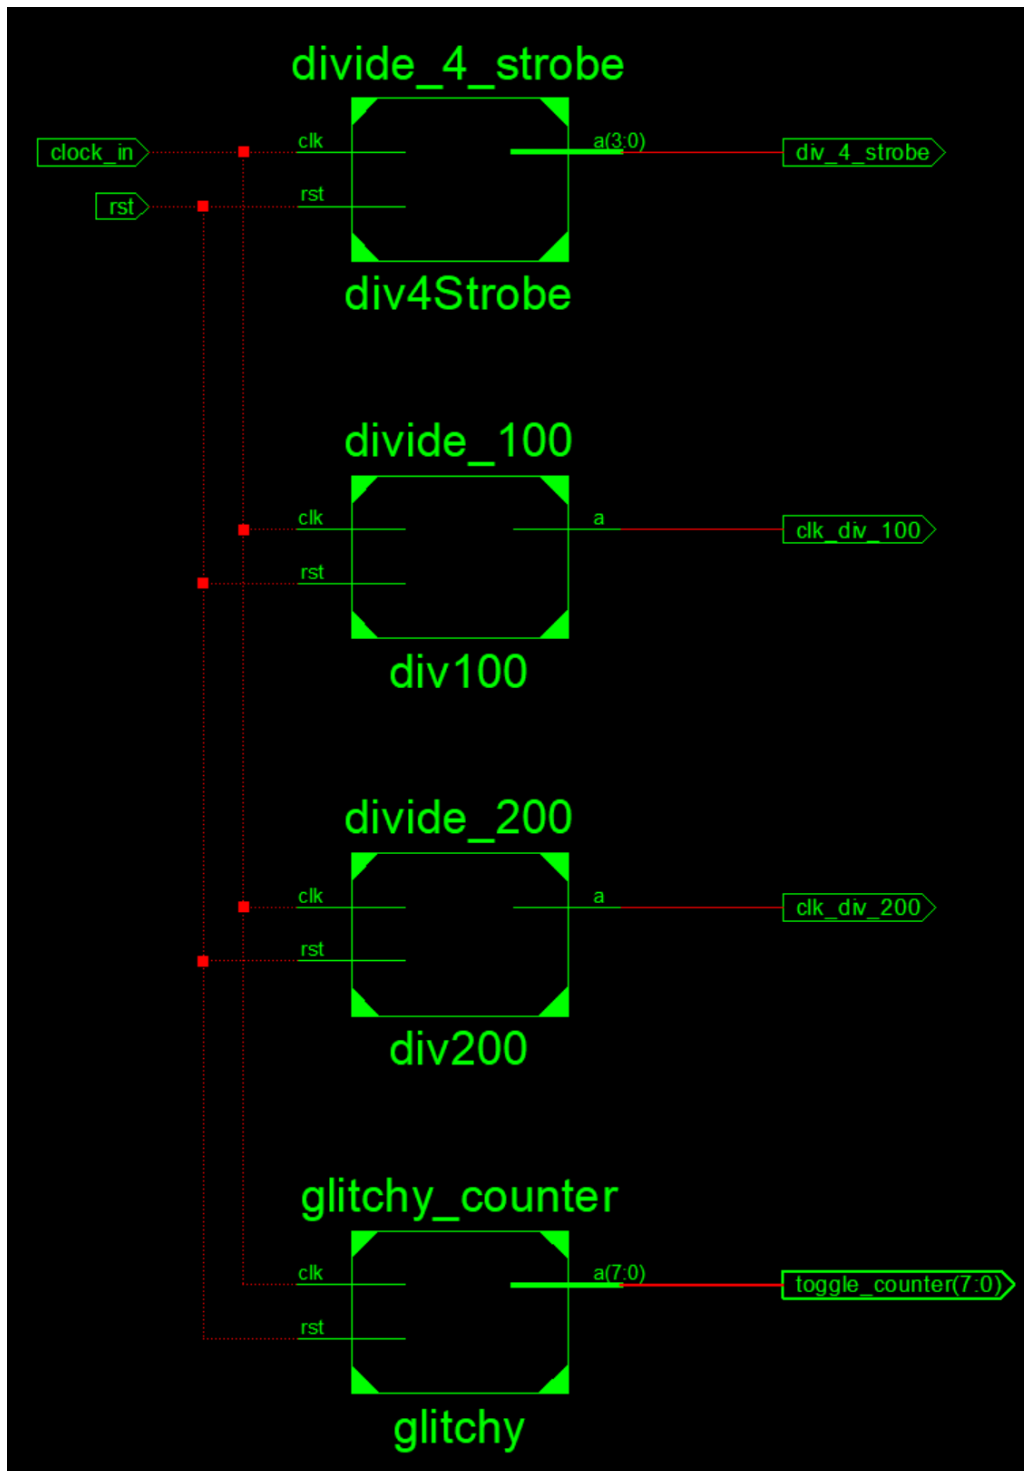 divide_4_strobe
clock_in clk a(3:0) div_4_strobe
rst rst
div4Strobe
divide_100
clk a clk_div_100
rst
div100
divide_200
clk a clk_div_200
rst
div200
glitchy_counter
clk a(7:0) toggle_counter(7:0)
rst
glitchy